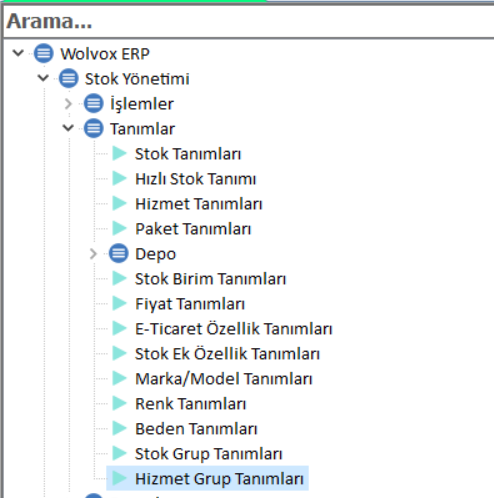 Arama...
Wolvox ERP
Stok Yönetimi
İşlemler
Tanımlar
Stok Tanımları
Hızlı Stok Tanımı
Hizmet Tanımları
Paket Tanımları
Depo
Stok Birim Tanımları
Fiyat Tanımları
E-Ticaret Özellik Tanımları
Stok Ek Özellik Tanımları
Marka/Model Tanımları
Renk Tanımları
Beden Tanımları
Stok Grup Tanımları
Hizmet Grup Tanımları